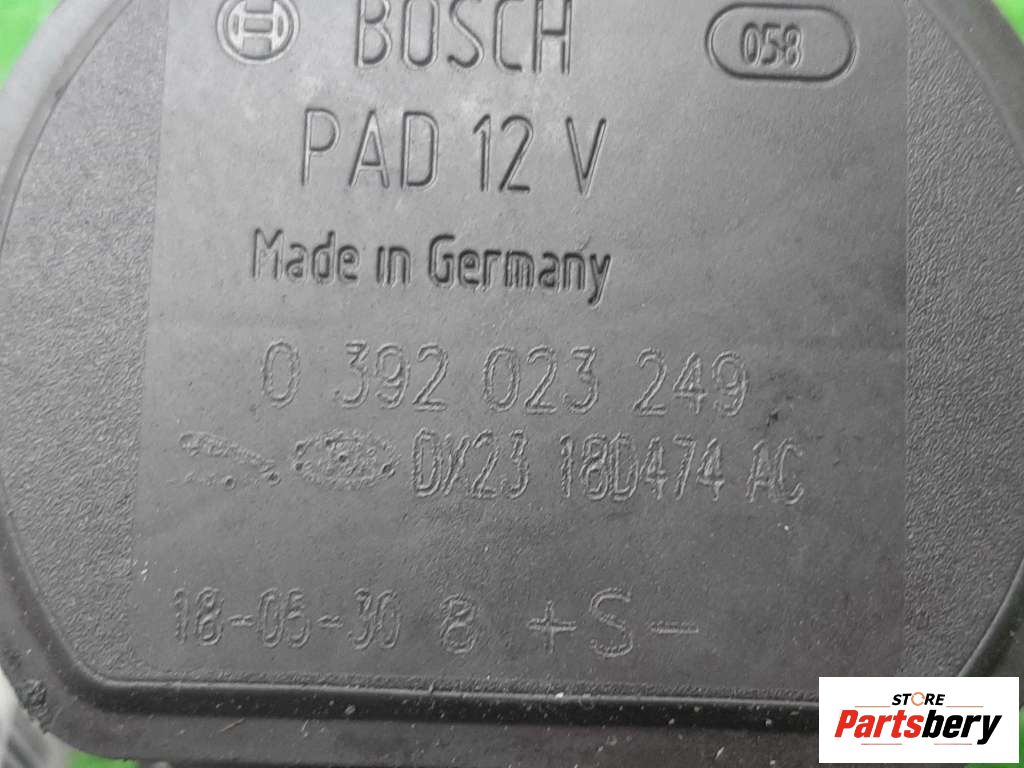 BOSCH 058
PAD 12 V
Made in Germany
0 392 023 249
DX23 18D474 AC
18-05-30 8 + S -
STORE
Partsbery